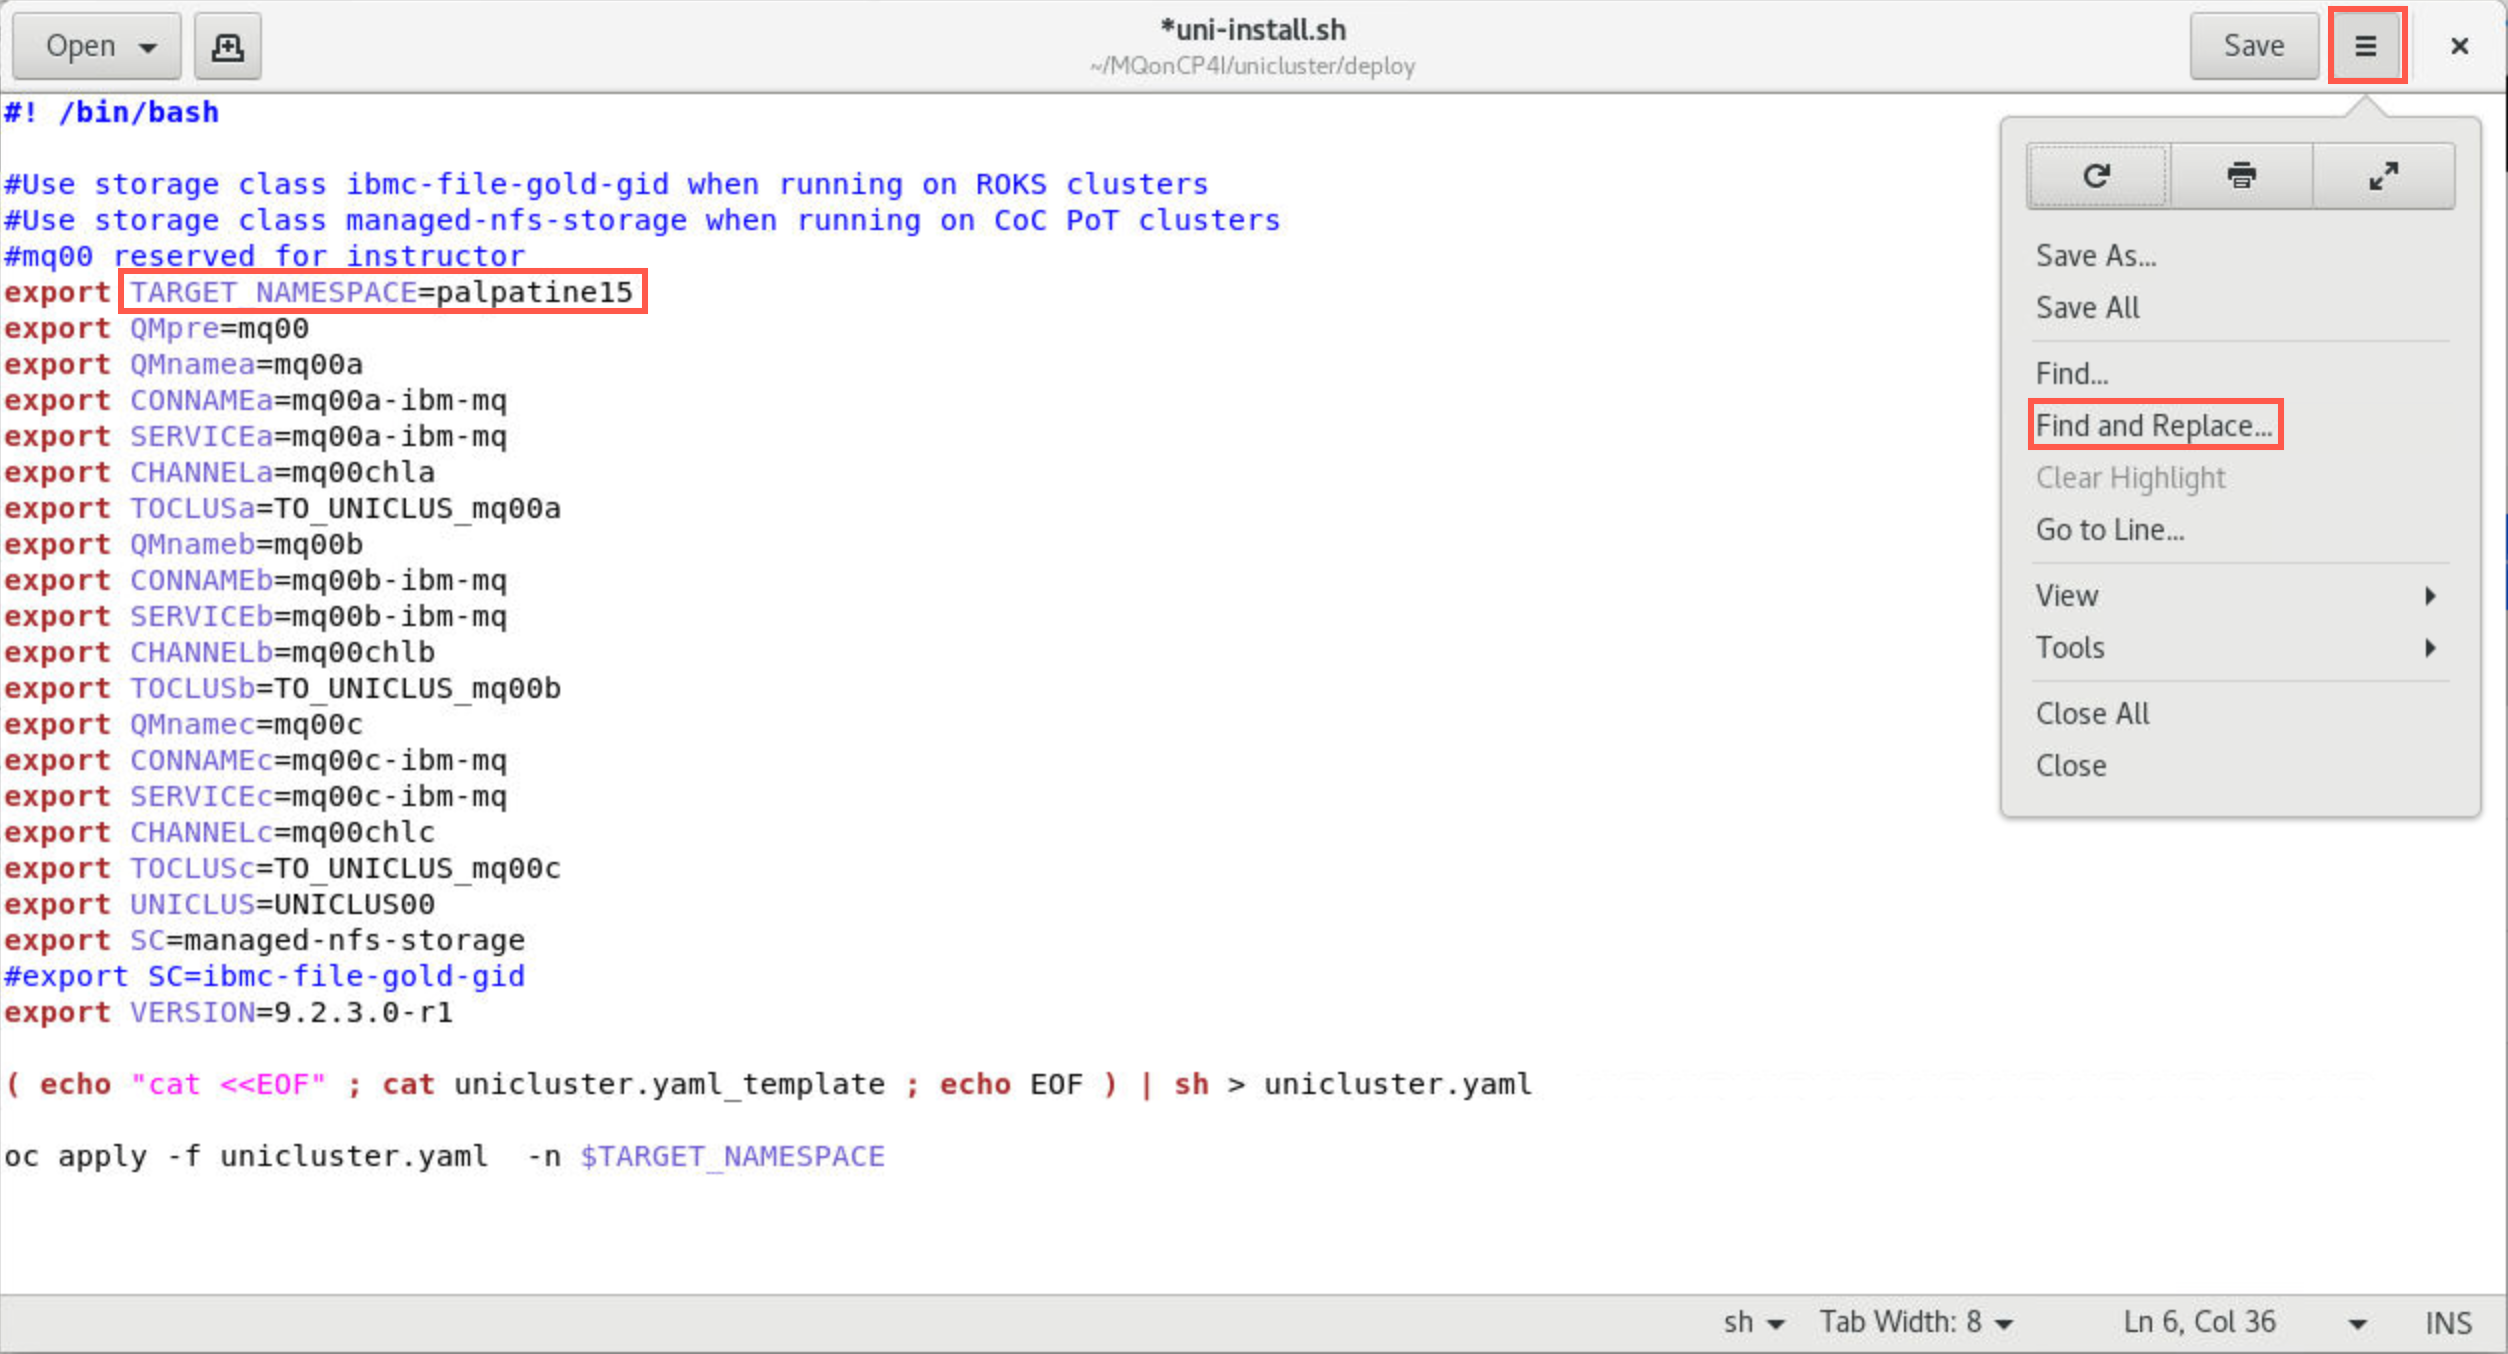 Open
*uni-install.sh
~/MQonCP4I/unicluster/deploy
Save
#! /bin/bash
#Use storage class ibmc-file-gold-gid when running on ROKS clusters
#Use storage class managed-nfs-storage when running on CoC PoT clusters
#mq00 reserved for instructor
export TARGET_NAMESPACE=palpatine15
export QMpre=mq00
export QMnamea=mq00a
export CONNAMEa=mq00a-ibm-mq
export SERVICEa=mq00a-ibm-mq
export CHANNELa=mq00chla
export TOCLUSa=TO_UNICLUS_mq00a
export QMnameb=mq00b
export CONNAMEb=mq00b-ibm-mq
export SERVICEb=mq00b-ibm-mq
export CHANNELb=mq00chlb
export TOCLUSb=TO_UNICLUS_mq00b
export QMnamec=mq00c
export CONNAMEc=mq00c-ibm-mq
export SERVICEc=mq00c-ibm-mq
export CHANNELc=mq00chlc
export TOCLUSc=TO_UNICLUS_mq00c
export UNICLUS=UNICLUS00
export SC=managed-nfs-storage
#export SC=ibmc-file-gold-gid
export VERSION=9.2.3.0-r1
( echo "cat <<EOF" ; cat unicluster.yaml_template ; echo EOF ) | sh > unicluster.yaml
oc apply -f unicluster.yaml  -n $TARGET_NAMESPACE
Save As...
Save All
Find...
Find and Replace...
Clear Highlight
Go to Line...
View
Tools
Close All
Close
sh
Tab Width: 8
Ln 6, Col 36
INS